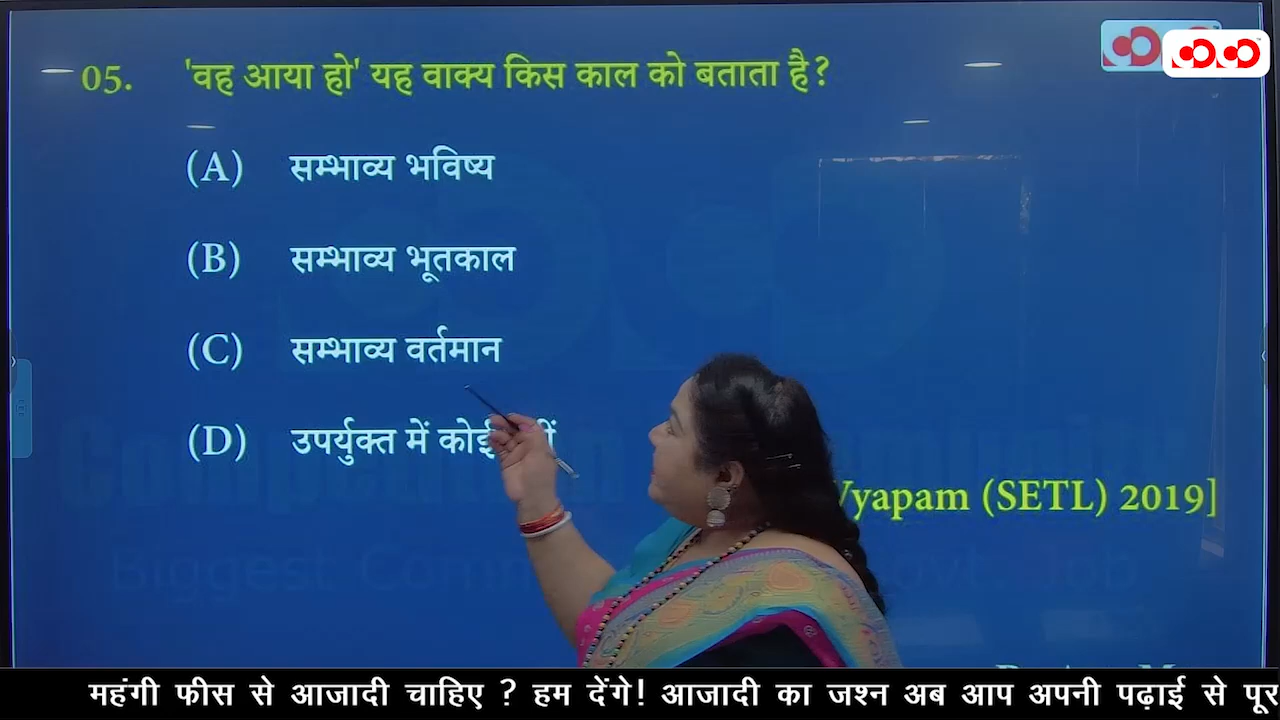 05. 'वह आया हो' यह वाक्य किस काल को बताता है?
(A) सम्भाव्य भविष्य
(B) सम्भाव्य भूतकाल
(C) सम्भाव्य वर्तमान
(D) उपर्युक्त में कोई
Vyapam (SETL) 2019]
Biggest
महंगी फीस से आजादी चाहिए ? हम देंगे! आजादी का जश्न अब आप अपनी पढ़ाई से